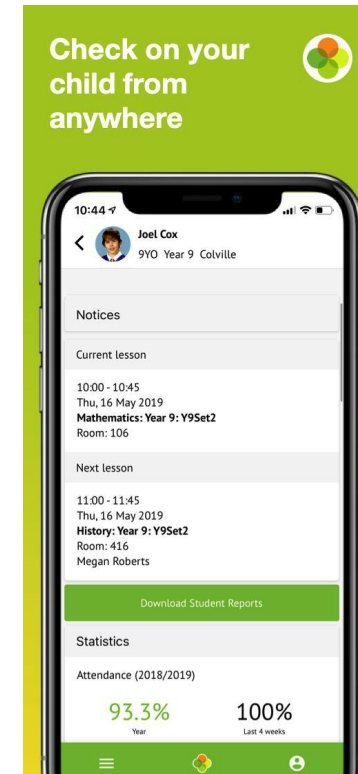 Check on your
child from
anywhere
10:44
Joel Cox
9YO Year 9 Colville
Notices
Current lesson
10:00 - 10:45
Thu, 16 May 2019
Mathematics: Year 9: Y9Set2
Room: 106
Next lesson
11:00 - 11:45
Thu, 16 May 2019
History: Year 9: Y9Set2
Room: 416
Megan Roberts
Download Student Reports
Statistics
Attendance (2018/2019)
93.3% 100%
Year Last 4 weeks